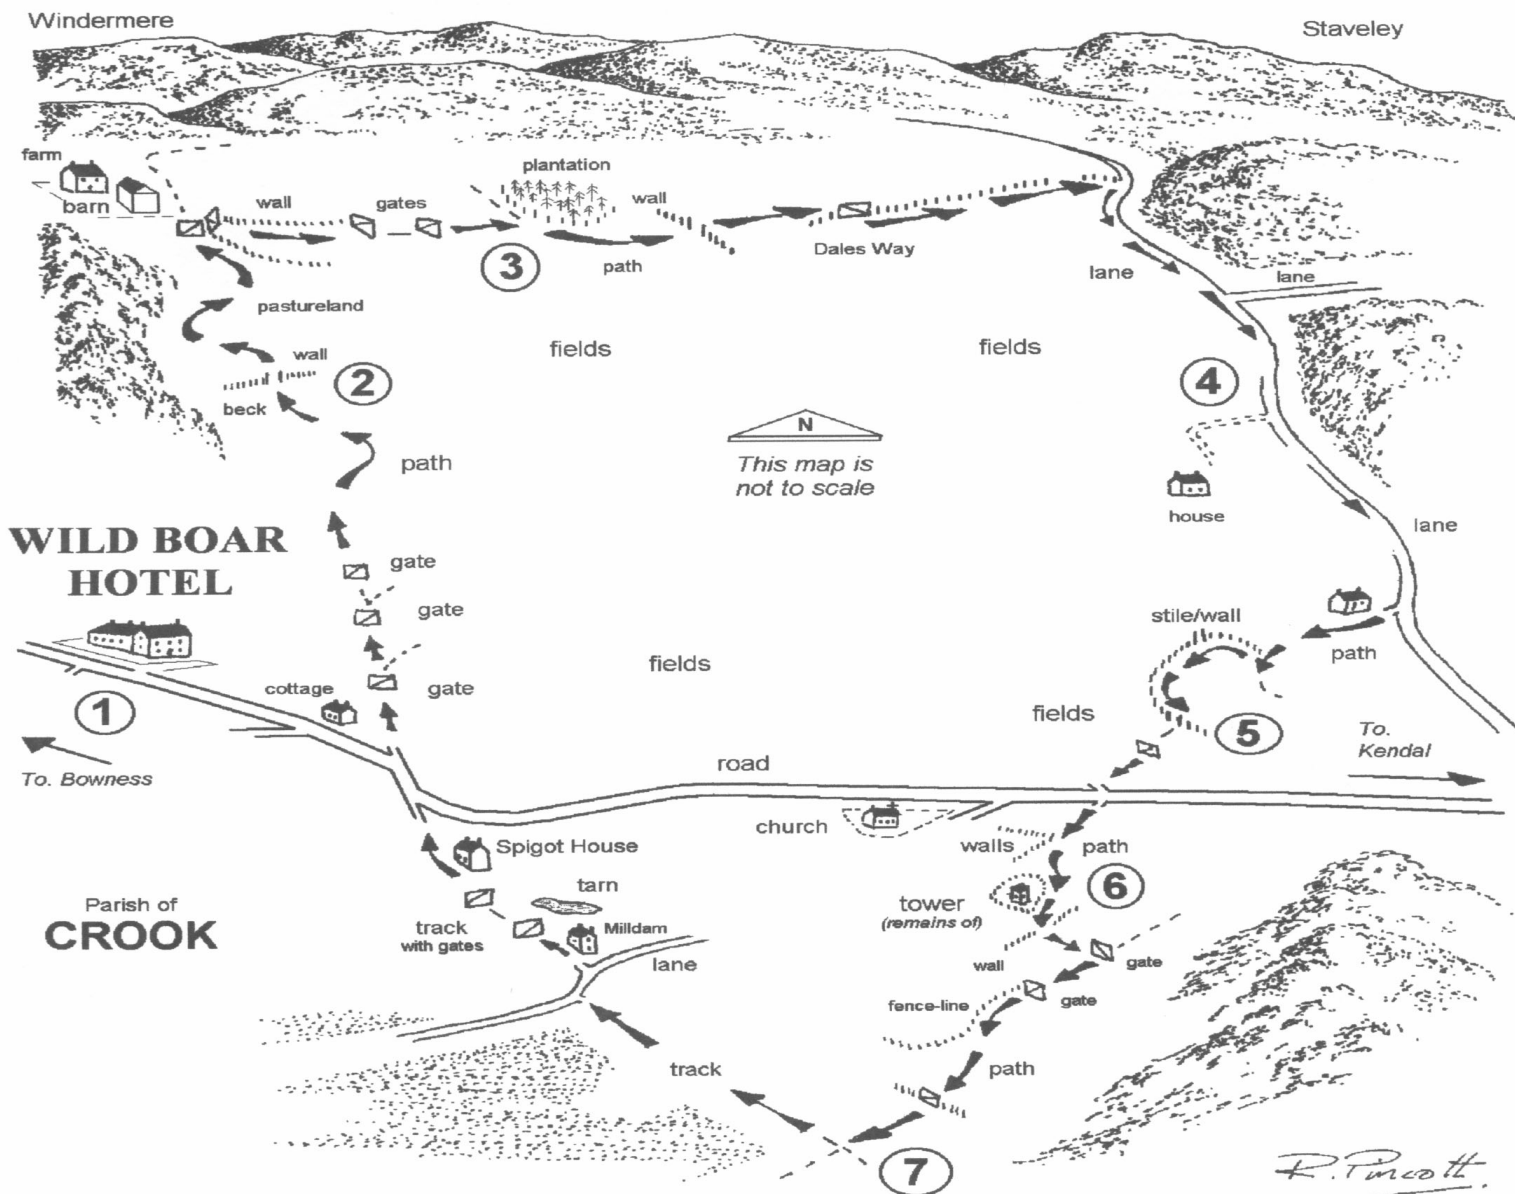 Windermere
Staveley
farm
barn
wall
gates
plantation
wall
3
path
Dales Way
lane
lane
pastureland
wall
2
beck
fields
fields
4
path
N
This map is
not to scale
house
lane
WILD BOAR
HOTEL
gate
gate
gate
stile/wall
path
cottage
fields
1
fields
5
To. Bowness
To.
Kendal
road
church
walls
path
Spigot House
tarn
6
tower
(remains of)
Parish of
CROOK
track
with gates
Milldam
lane
wall
gate
fence-line
gate
track
path
7
R. Pincott